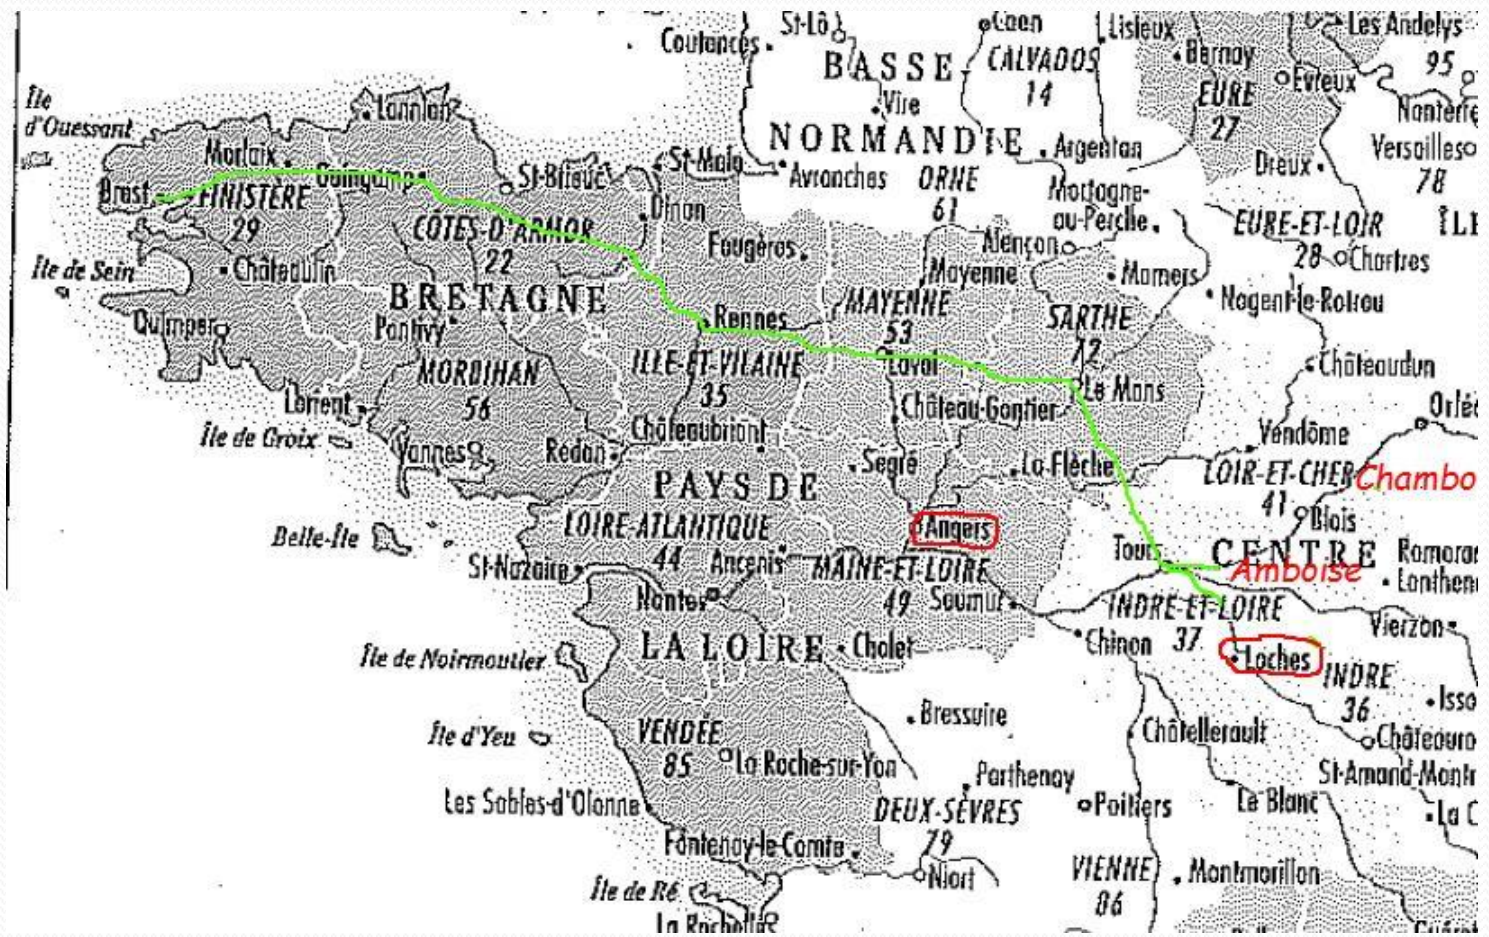 St-Lô
Caen
Lisieux
Les Andelys
Coutances
BASSE-
CALVADOS
14
Bernay
Évreux
95
EURE
27
Île
d'Ouessant
Lannion
Vire
Nanterre
NORMANDIE
Argentan
Versailles
78
Morlaix
Guingamp
St-Brieuc
St-Malo
Avranches
ORNE
61
Dreux
Mortagne-
au-Perche
Brest
FINISTÈRE
29
CÔTES-D'ARMOR
22
Dinan
Fougères
Alençon
EURE-ET-LOIR
28
Chartres
ÎLE
Île de Sein
Châteaulin
Mayenne
Mamers
Nogent-le-Rotrou
BRETAGNE
MAYENNE
53
SARTHE
72
Quimper
Pontivy
Rennes
MORBIHAN
56
ILLE-ET-VILAINE
35
Laval
Châteaudun
Le Mans
Lorient
Château-Gontier
Île de Groix
Châteaubriant
Vendôme
Vannes
Redon
Segré
La Flèche
LOIR-ET-CHER
41
Chambo
PAYS DE
Angers
Blois
Belle-Île
LOIRE-ATLANTIQUE
44
Tours
CENTRE
St-Nazaire
Ancenis
MAINE-ET-LOIRE
49
Amboise
Lanthen
Nantes
Saumur
INDRE-ET-LOIRE
37
Vierzon
Île de Noirmoutier
LA LOIRE
Cholet
Chinon
Loches
INDRE
36
Isso
Île d'Yeu
VENDÉE
85
Bressuire
Châtellerault
Châteauro
La Roche-sur-Yon
Parthenay
St-Amand-Montr
Les Sables-d'Olonne
DEUX-SÈVRES
79
Poitiers
Le Blanc
La C
Fontenay-le-Comte
Niort
VIENNE
86
Montmorillon
Île de Ré
La Rochelle